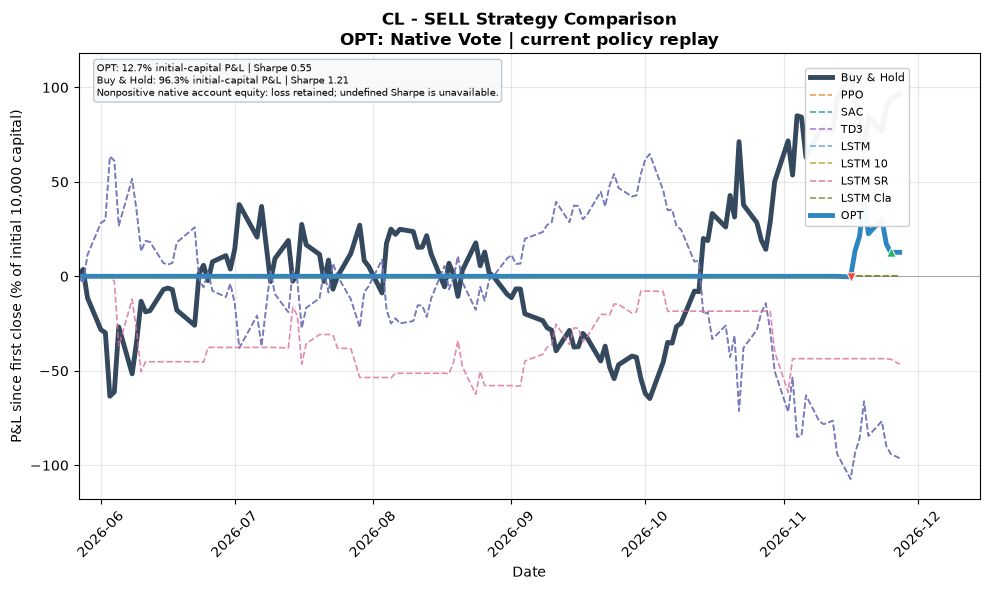 CL - SELL Strategy Comparison
OPT: Native Vote | current policy replay
OPT: 12.7% initial-capital P&L | Sharpe 0.55
Buy & Hold: 96.3% initial-capital P&L | Sharpe 1.21
Nonpositive native account equity: loss retained; undefined Sharpe is unavailable.
Buy & Hold
PPO
SAC
TD3
LSTM
LSTM 10
LSTM SR
LSTM Cla
OPT
P&L since first close (% of initial 10,000 capital)
100
50
0
−50
−100
2026-06
2026-07
2026-08
2026-09
2026-10
2026-11
2026-12
Date